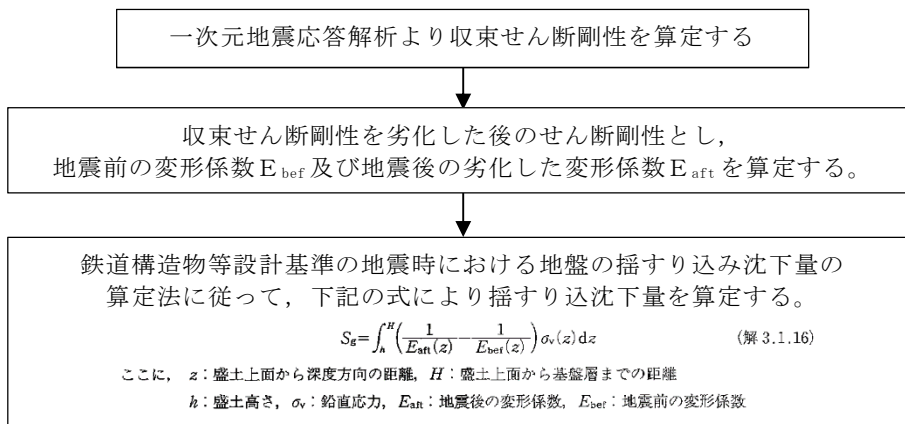 一次元地震応答解析より収束せん断剛性を算定する
収束せん断剛性を劣化した後のせん断剛性とし，
地震前の変形係数Ｅbef及び地震後の劣化した変形係数Ｅaftを算定する。
鉄道構造物等設計基準の地震時における地盤の揺すり込み沈下量の
算定法に従って，下記の式により揺すり込沈下量を算定する。
S_g=∫_h^H(1/E_aft(z) − 1/E_bef(z))σ_v(z)dz (解 3.1.16)
ここに， z：盛土上面から深度方向の距離，H：盛土上面から基盤層までの距離
h：盛土高さ，σv：鉛直応力，Eaft：地震後の変形係数，Ebef：地震前の変形係数